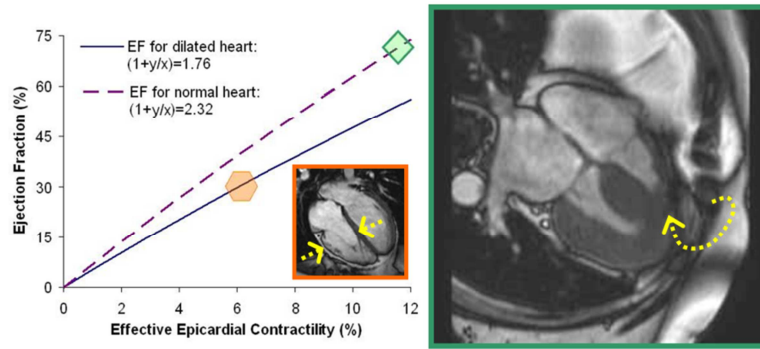 75
60
45
30
15
0
Ejection Fraction (%)
EF for dilated heart:
(1+y/x)=1.76
EF for normal heart:
(1+y/x)=2.32
0 2 4 6 8 10 12
Effective Epicardial Contractility (%)